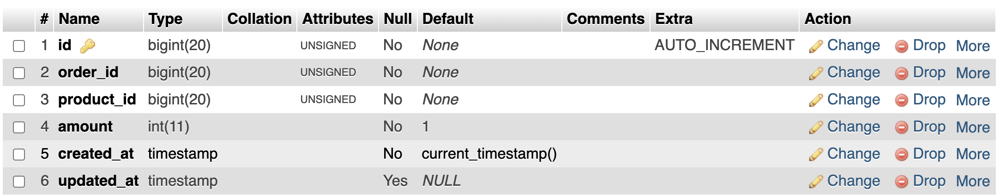 # Name Type Collation Attributes Null Default Comments Extra Action
1 id bigint(20) UNSIGNED No None AUTO_INCREMENT Change Drop More
2 order_id bigint(20) UNSIGNED No None Change Drop More
3 product_id bigint(20) UNSIGNED No None Change Drop More
4 amount int(11) No 1 Change Drop More
5 created_at timestamp No current_timestamp() Change Drop More
6 updated_at timestamp Yes NULL Change Drop More